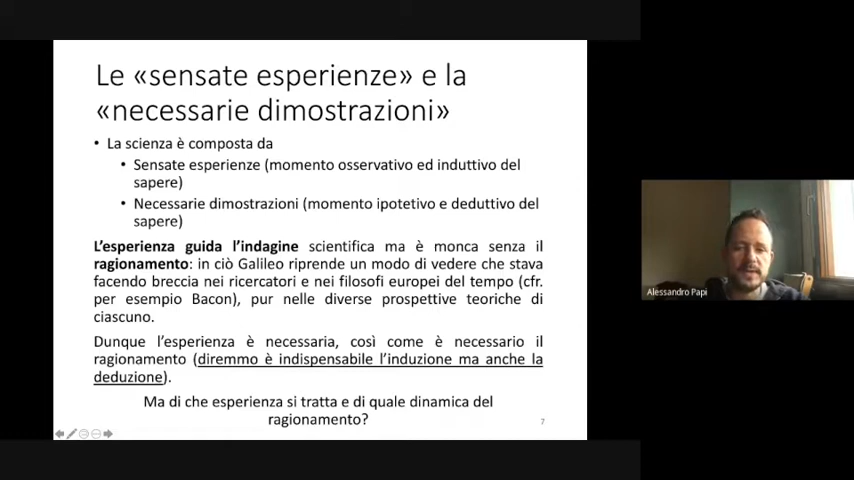 Le «sensate esperienze» e la
«necessarie dimostrazioni»
• La scienza è composta da
• Sensate esperienze (momento osservativo ed induttivo del
sapere)
• Necessarie dimostrazioni (momento ipotetivo e deduttivo del
sapere)
L'esperienza guida l'indagine scientifica ma è monca senza il
ragionamento: in ciò Galileo riprende un modo di vedere che stava
facendo breccia nei ricercatori e nei filosofi europei del tempo (cfr.
per esempio Bacon), pur nelle diverse prospettive teoriche di
ciascuno.
Dunque l'esperienza è necessaria, così come è necessario il
ragionamento (diremmo è indispensabile l'induzione ma anche la
deduzione).
Ma di che esperienza si tratta e di quale dinamica del
ragionamento?
7
Alessandro Papi